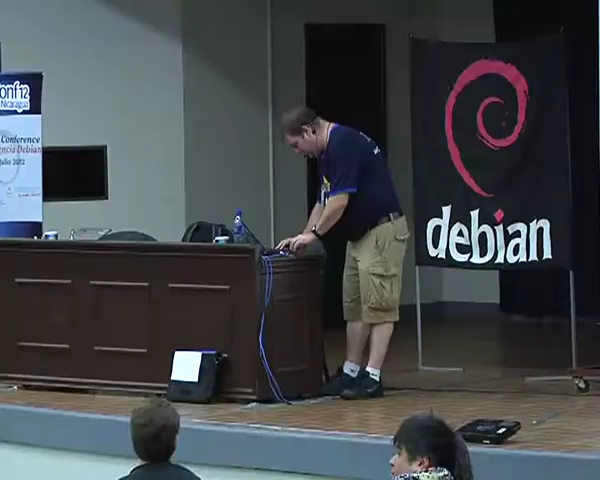 onf12
Nicaragua
Conference
encia Debian
ulio 2012
debian